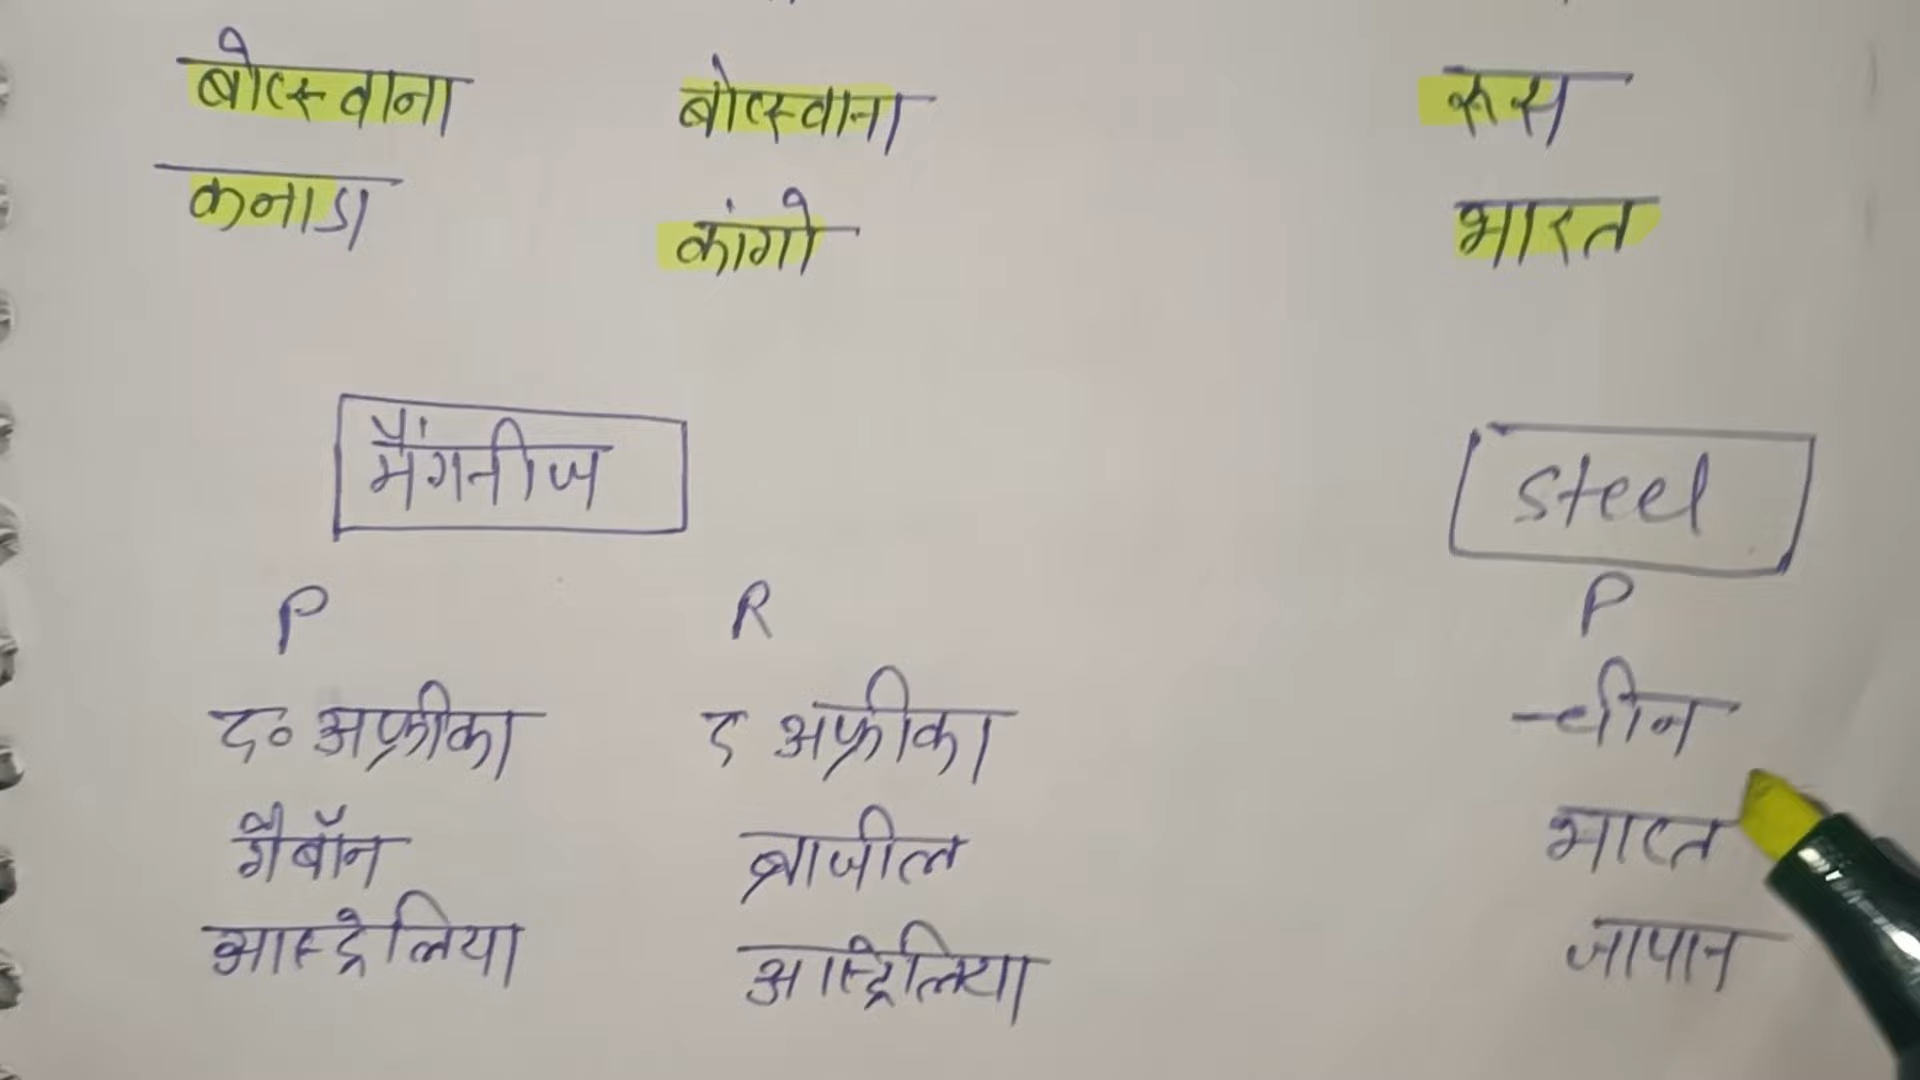 बोत्स्वाना बोत्स्वाना रूस
कनाडा कांगो भारत
मैंगनीज Steel
P R P
द० अफ्रीका द अफ्रीका चीन
गैबॉन ब्राजील भारत
आस्ट्रेलिया आस्ट्रेलिया जापान